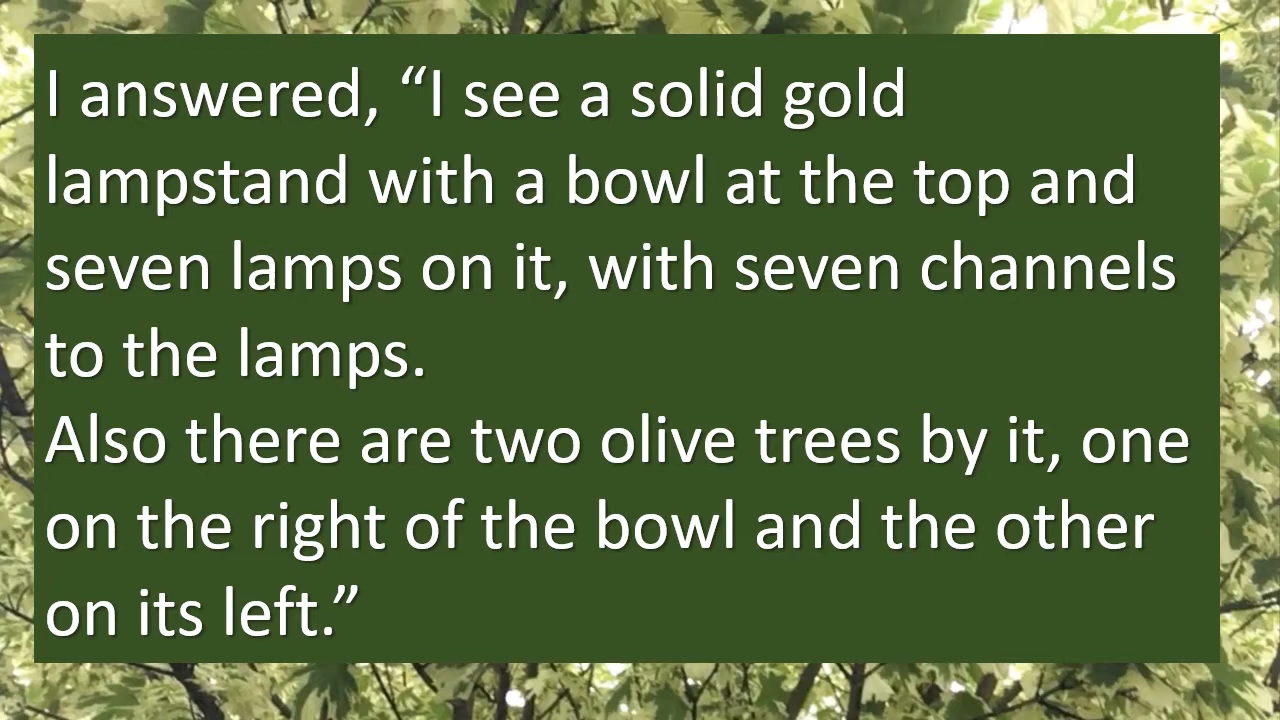 I answered, “I see a solid gold
lampstand with a bowl at the top and
seven lamps on it, with seven channels
to the lamps.
Also there are two olive trees by it, one
on the right of the bowl and the other
on its left.”